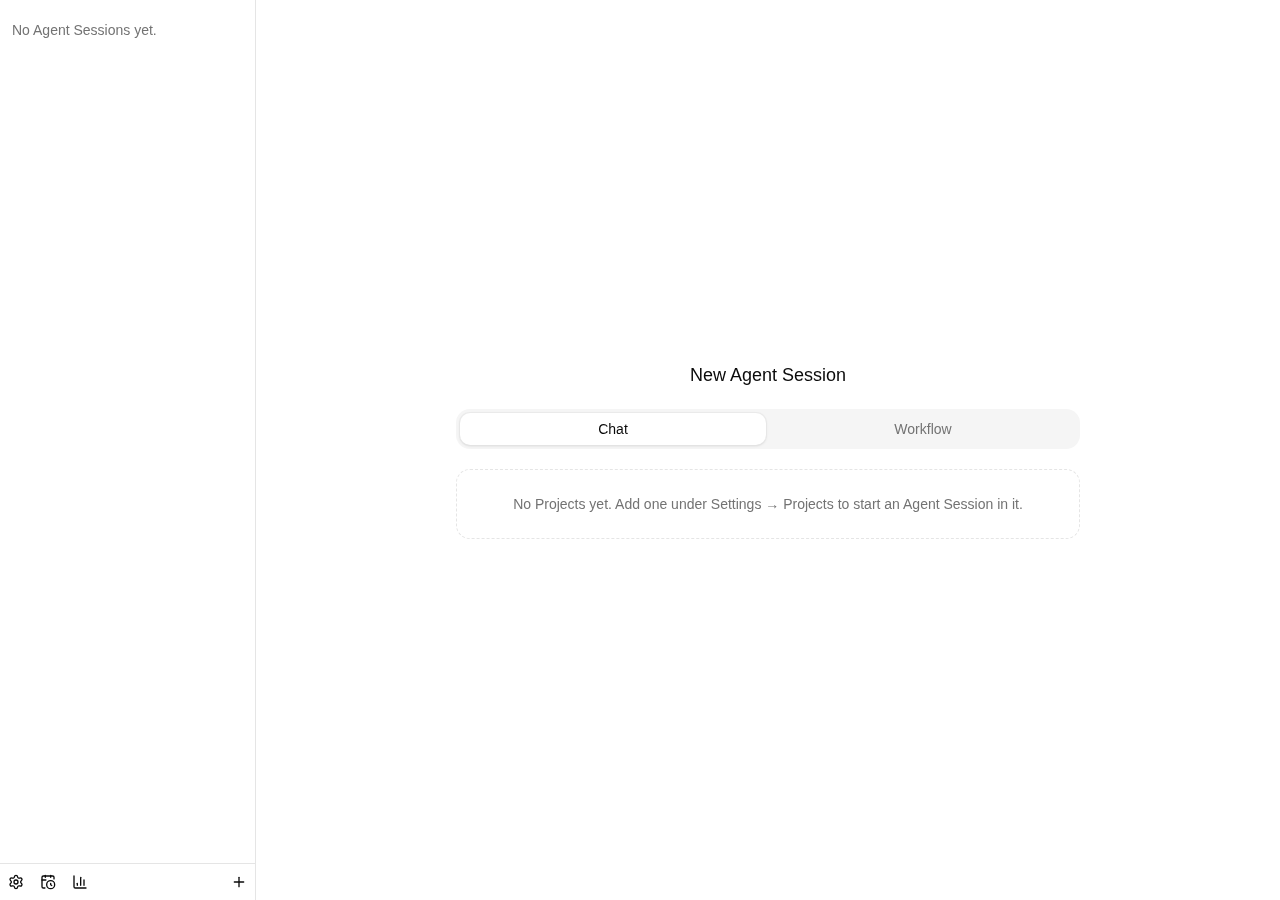 No Agent Sessions yet.
New Agent Session
Chat
Workflow
No Projects yet. Add one under Settings → Projects to start an Agent Session in it.